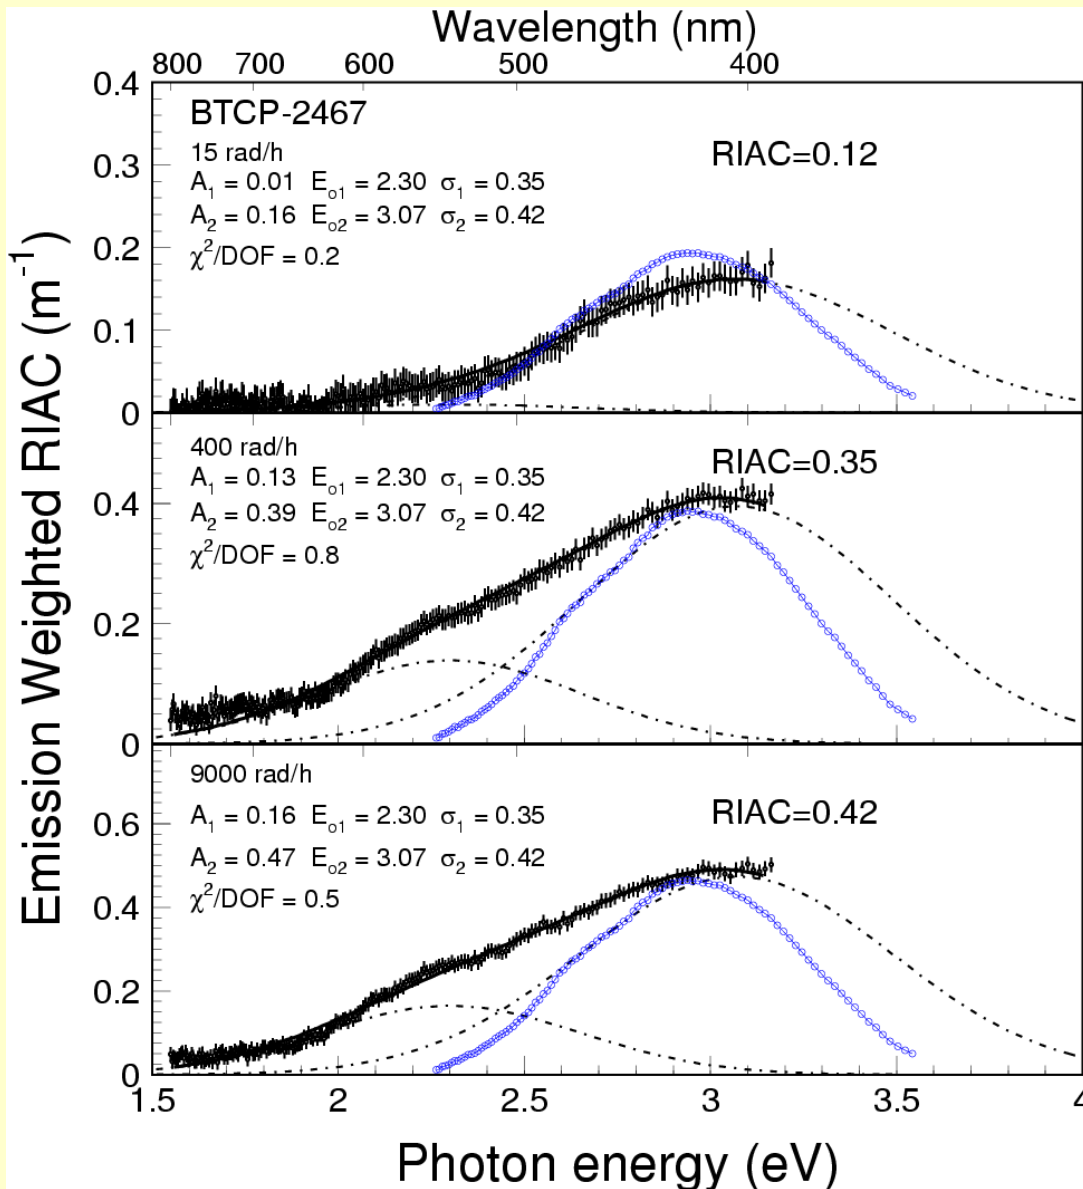 Wavelength (nm)
800 700 600 500 400
Emission Weighted RIAC (m⁻¹)
0.4
0.3
0.2
0.1
0
BTCP-2467
15 rad/h
A₁ = 0.01 Eₒ₁ = 2.30 σ₁ = 0.35
A₂ = 0.16 Eₒ₂ = 3.07 σ₂ = 0.42
χ²/DOF = 0.2
RIAC=0.12
0.4
0.2
0
400 rad/h
A₁ = 0.13 Eₒ₁ = 2.30 σ₁ = 0.35
A₂ = 0.39 Eₒ₂ = 3.07 σ₂ = 0.42
χ²/DOF = 0.8
RIAC=0.35
0.6
0.4
0.2
0
9000 rad/h
A₁ = 0.16 Eₒ₁ = 2.30 σ₁ = 0.35
A₂ = 0.47 Eₒ₂ = 3.07 σ₂ = 0.42
χ²/DOF = 0.5
RIAC=0.42
1.5 2 2.5 3 3.5 4
Photon energy (eV)